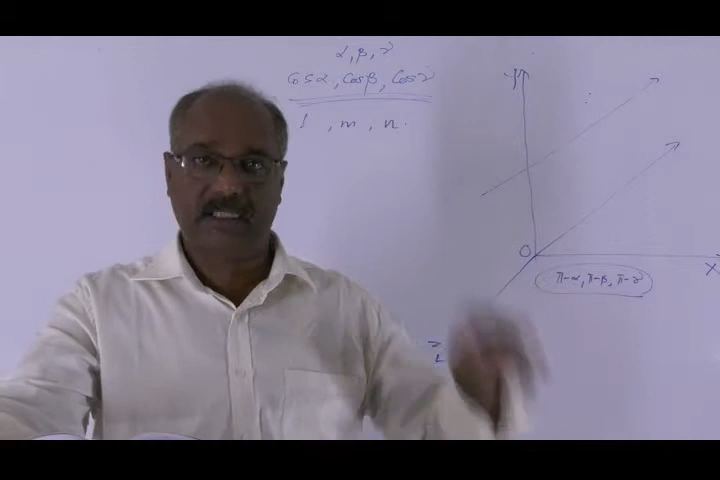 α, β, γ
Cos α, Cos β, Cos γ
l , m , n .
Y
O
X
π-α, π-β, π-γ